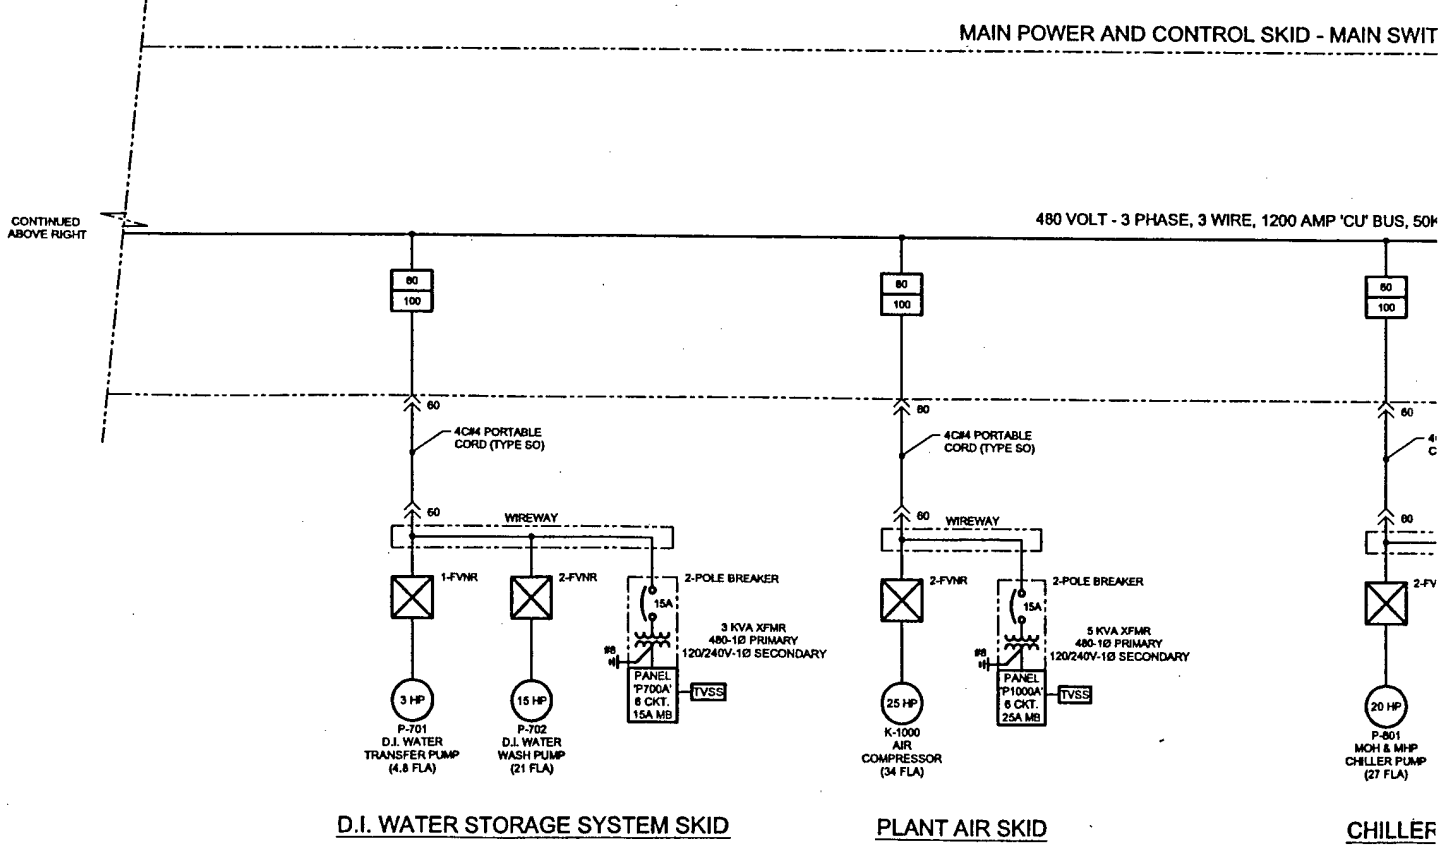 MAIN POWER AND CONTROL SKID - MAIN SWIT
CONTINUED
ABOVE RIGHT
480 VOLT - 3 PHASE, 3 WIRE, 1200 AMP 'CU' BUS, 50K
60
100
60
100
60
100
60
60
60
4C#4 PORTABLE
CORD (TYPE SO)
4C#4 PORTABLE
CORD (TYPE SO)
60
60
60
WIREWAY
WIREWAY
1-FVNR
2-FVNR
2-POLE BREAKER
15A
3 KVA XFMR
480-1Ø PRIMARY
120/240V-1Ø SECONDARY
#8
PANEL
'P700A'
6 CKT.
15A MB
TVSS
2-FVNR
2-POLE BREAKER
15A
5 KVA XFMR
480-1Ø PRIMARY
120/240V-1Ø SECONDARY
#8
PANEL
'P1000A'
6 CKT.
25A MB
TVSS
2-FV
3 HP
P-701
D.I. WATER
TRANSFER PUMP
(4.8 FLA)
15 HP
P-702
D.I. WATER
WASH PUMP
(21 FLA)
25 HP
K-1000
AIR
COMPRESSOR
(34 FLA)
20 HP
P-801
MOH & MHP
CHILLER PUMP
(27 FLA)
D.I. WATER STORAGE SYSTEM SKID
PLANT AIR SKID
CHILLER